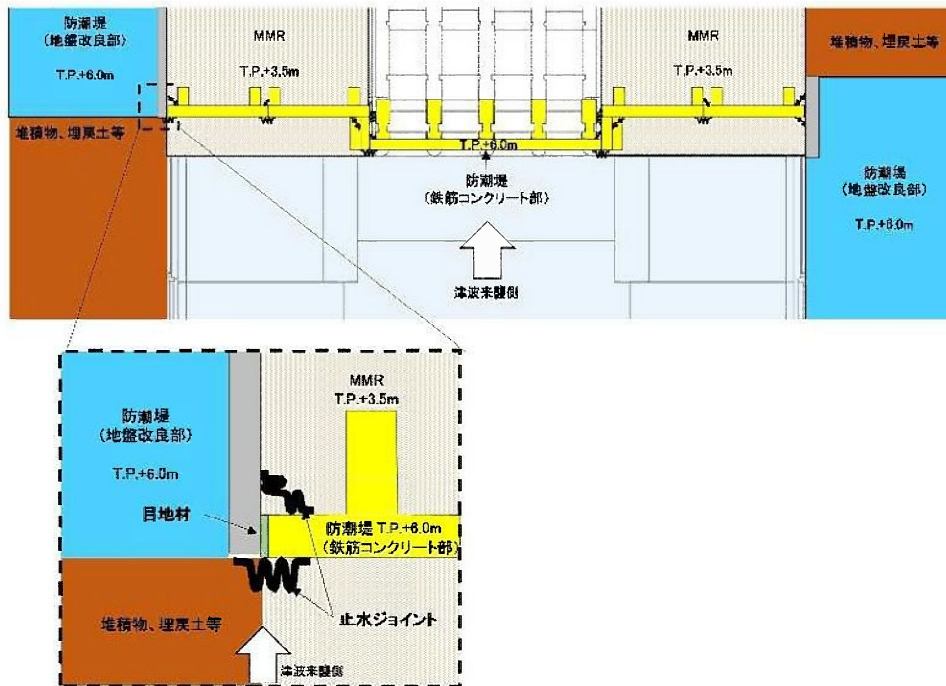 防潮堤
(地盤改良部)
T.P.+6.0m
MMR
T.P.+3.5m
MMR
T.P.+3.5m
堆積物、埋戻土等
堆積物、埋戻土等
T.P.+6.0m
防潮堤
(鉄筋コンクリート部)
津波来襲側
防潮堤
(地盤改良部)
T.P.+6.0m
MMR
T.P.+3.5m
防潮堤
(地盤改良部)
T.P.+6.0m
目地材
防潮堤 T.P.+6.0m
(鉄筋コンクリート部)
止水ジョイント
堆積物、埋戻土等
津波来襲側